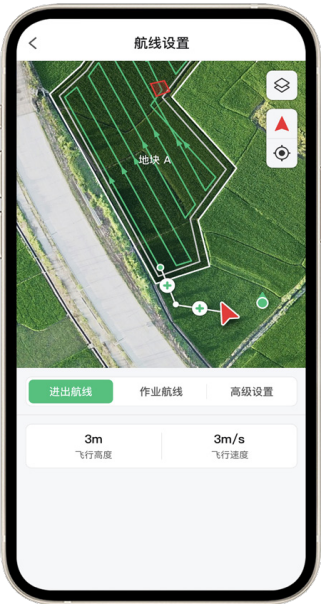 航线设置
地块 A
进出航线
作业航线
高级设置
3m
3m/s
飞行高度
飞行速度